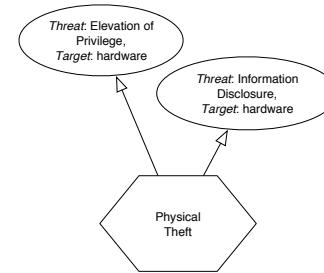 Threat: Elevation of
Privilege,
Target: hardware
Threat: Information
Disclosure,
Target: hardware
Physical
Theft